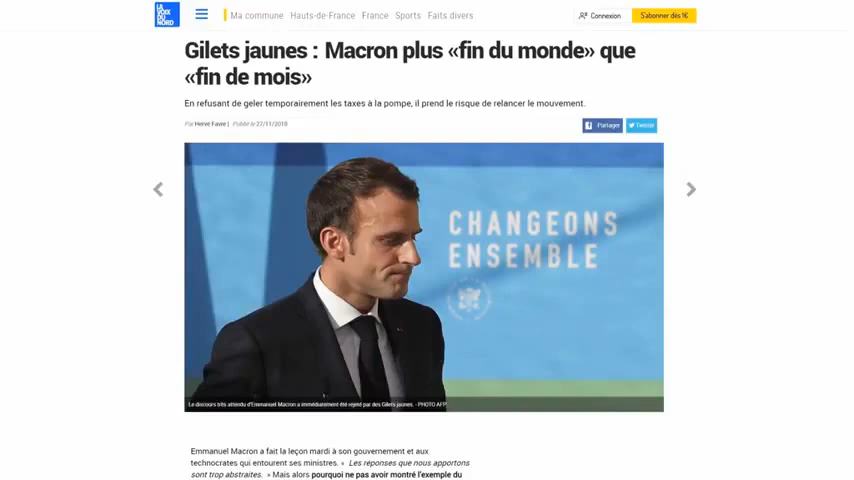 LA VOIX DU NORD
Ma commune Hauts-de-France France Sports Faits divers
Connexion
S'abonner dès 1€
Gilets jaunes : Macron plus «fin du monde» que
«fin de mois»
En refusant de geler temporairement les taxes à la pompe, il prend le risque de relancer le mouvement.
Par Hervé Favre | Publié le 27/11/2018
Partager
Twitter
CHANGEONS
ENSEMBLE
Le discours très attendu d'Emmanuel Macron a immédiatement été rejeté par des Gilets jaunes. - PHOTO AFP
Emmanuel Macron a fait la leçon mardi à son gouvernement et aux
technocrates qui entourent ses ministres. « Les réponses que nous apportons
sont trop abstraites. » Mais alors pourquoi ne pas avoir montré l'exemple du